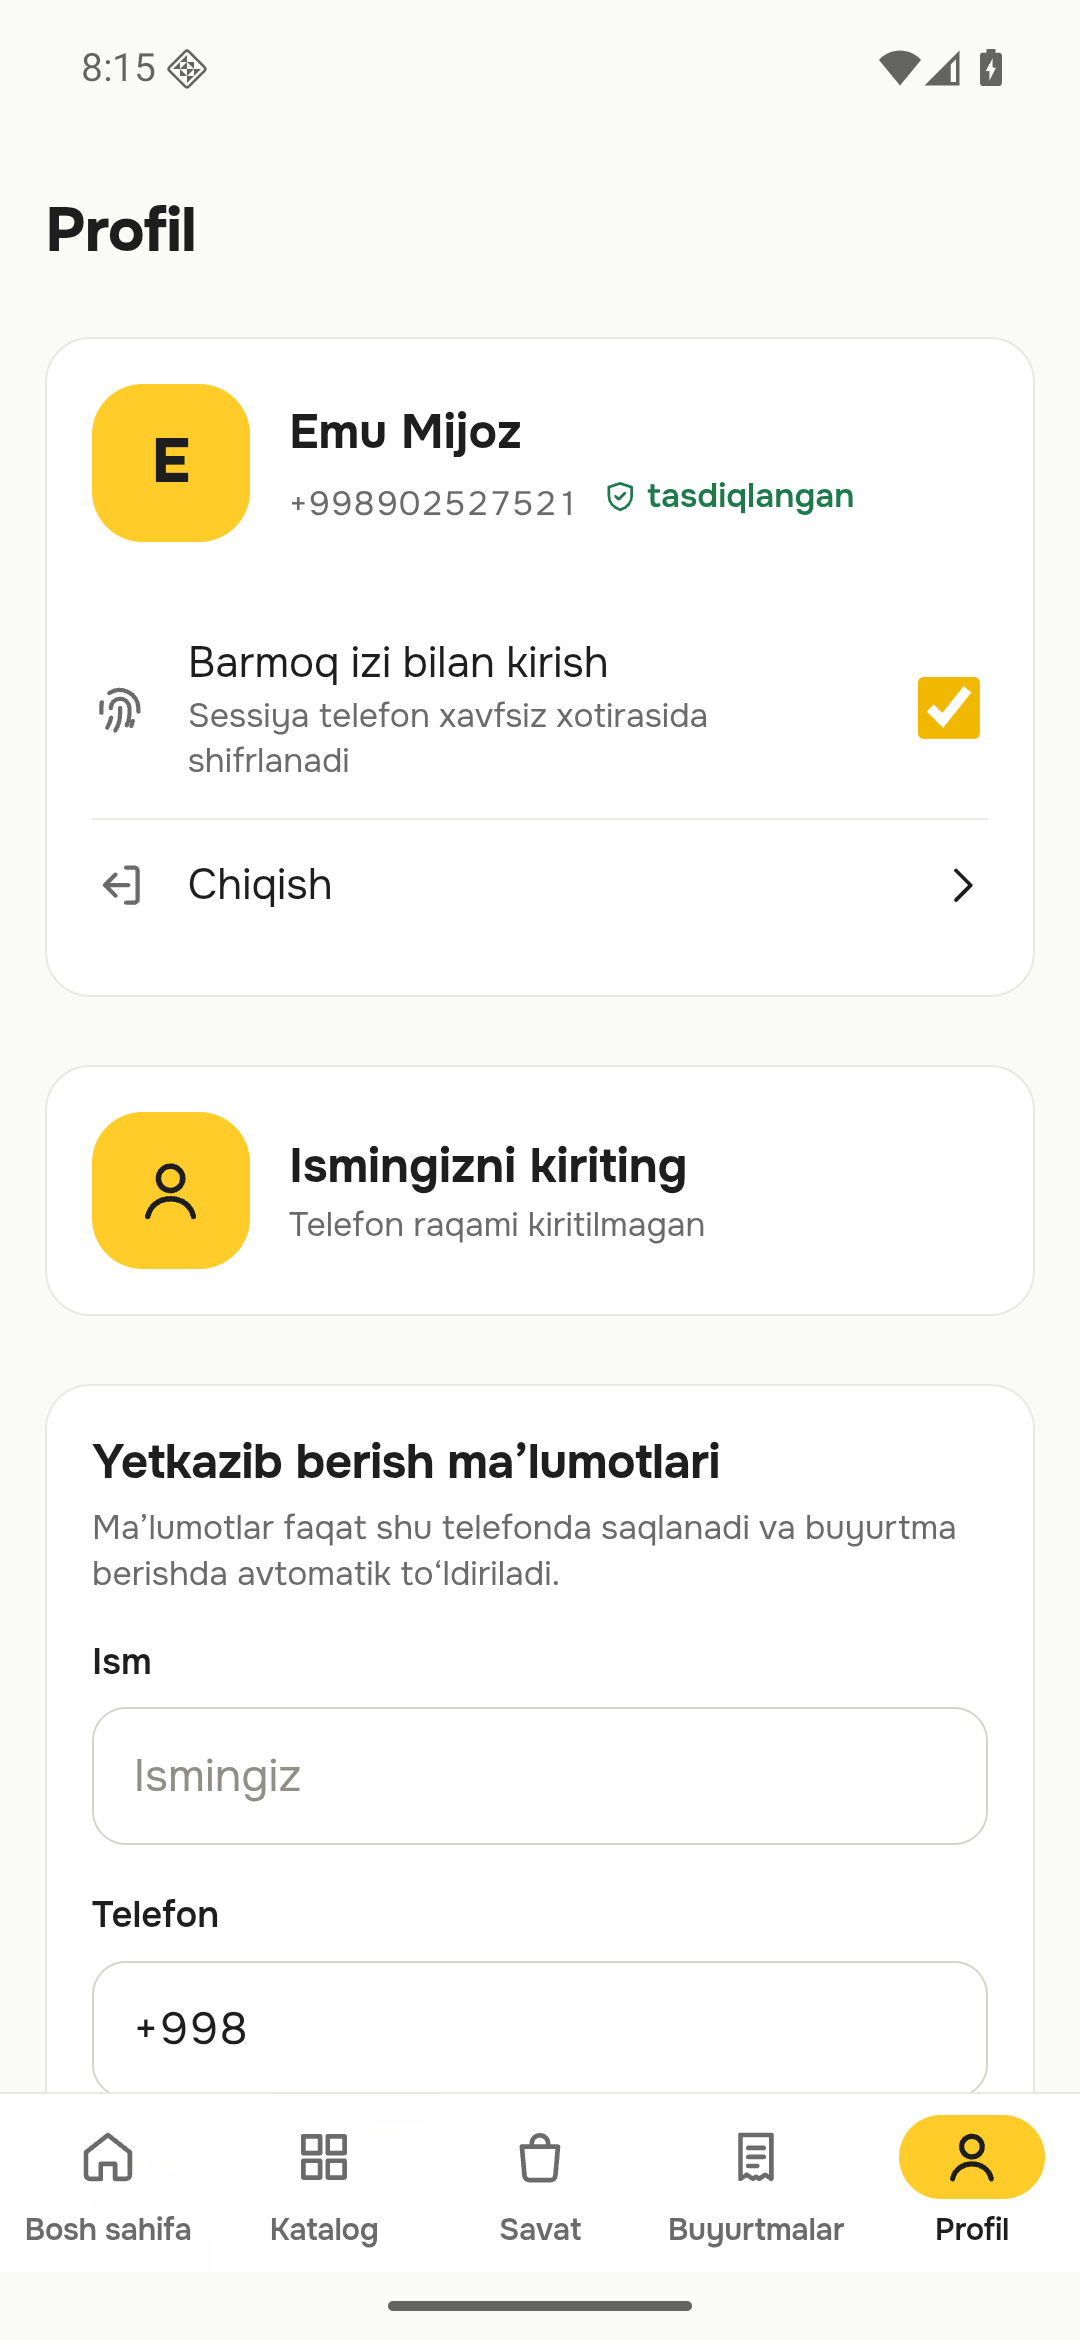 8:15
Profil
E
Emu Mijoz
+998902527521 tasdiqlangan
Barmoq izi bilan kirish
Sessiya telefon xavfsiz xotirasida
shifrlanadi
Chiqish
Ismingizni kiriting
Telefon raqami kiritilmagan
Yetkazib berish ma’lumotlari
Ma’lumotlar faqat shu telefonda saqlanadi va buyurtma
berishda avtomatik to‘ldiriladi.
Ism
Ismingiz
Telefon
+998
Bosh sahifa Katalog Savat Buyurtmalar Profil